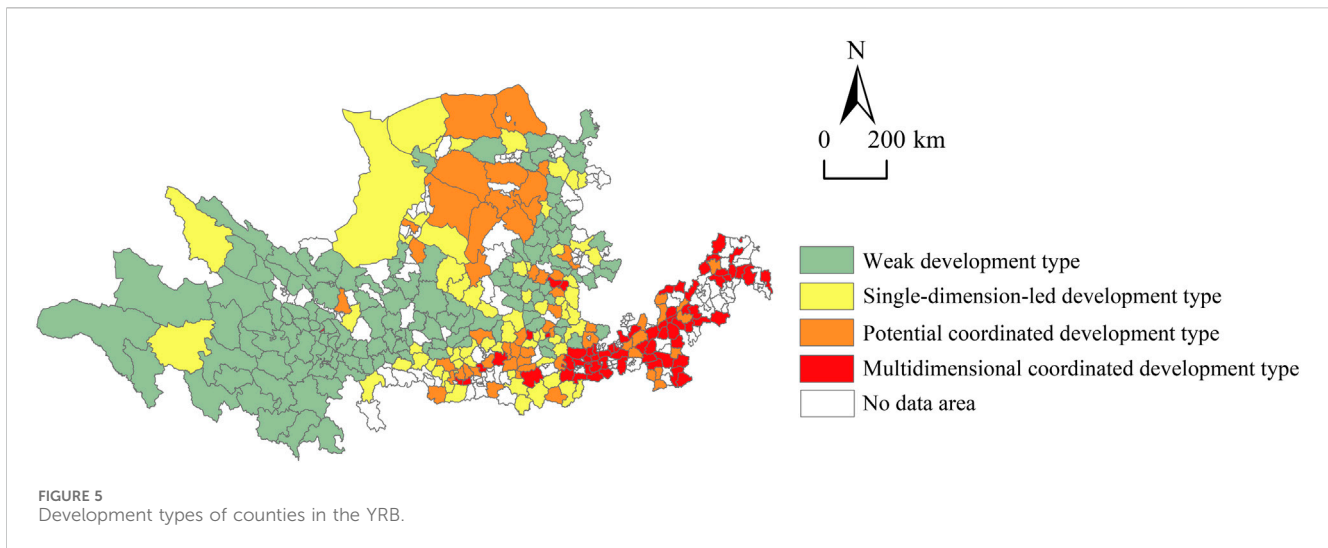 N
0 200 km
Weak development type
Single-dimension-led development type
Potential coordinated development type
Multidimensional coordinated development type
No data area
FIGURE 5
Development types of counties in the YRB.